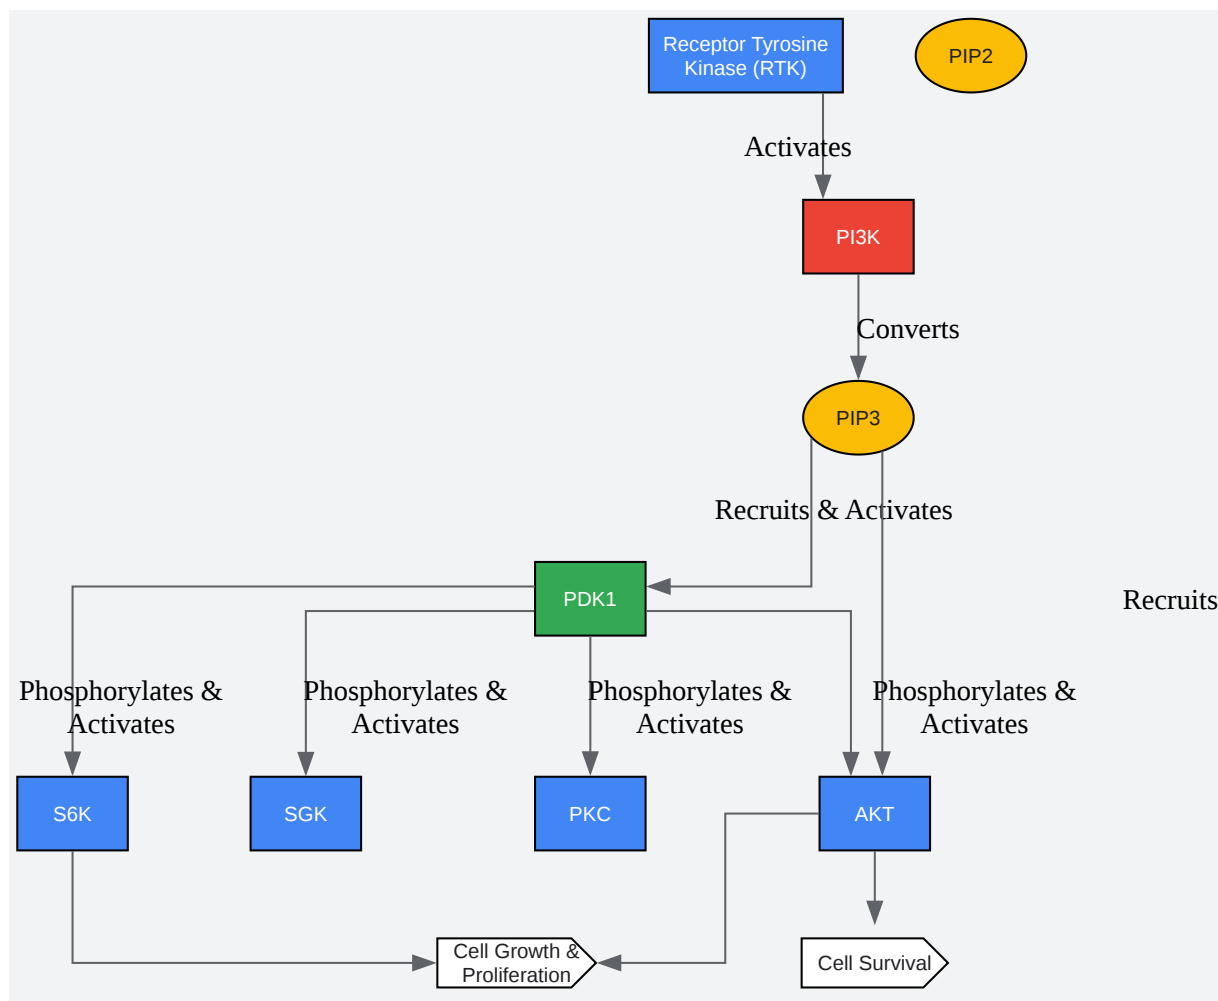 Receptor Tyrosine
Kinase (RTK)
PIP2
Activates
PI3K
Converts
PIP3
Recruits & Activates
PDK1
Recruits
Phosphorylates &
Activates
Phosphorylates &
Activates
Phosphorylates &
Activates
Phosphorylates &
Activates
S6K
SGK
PKC
AKT
Cell Growth &
Proliferation
Cell Survival